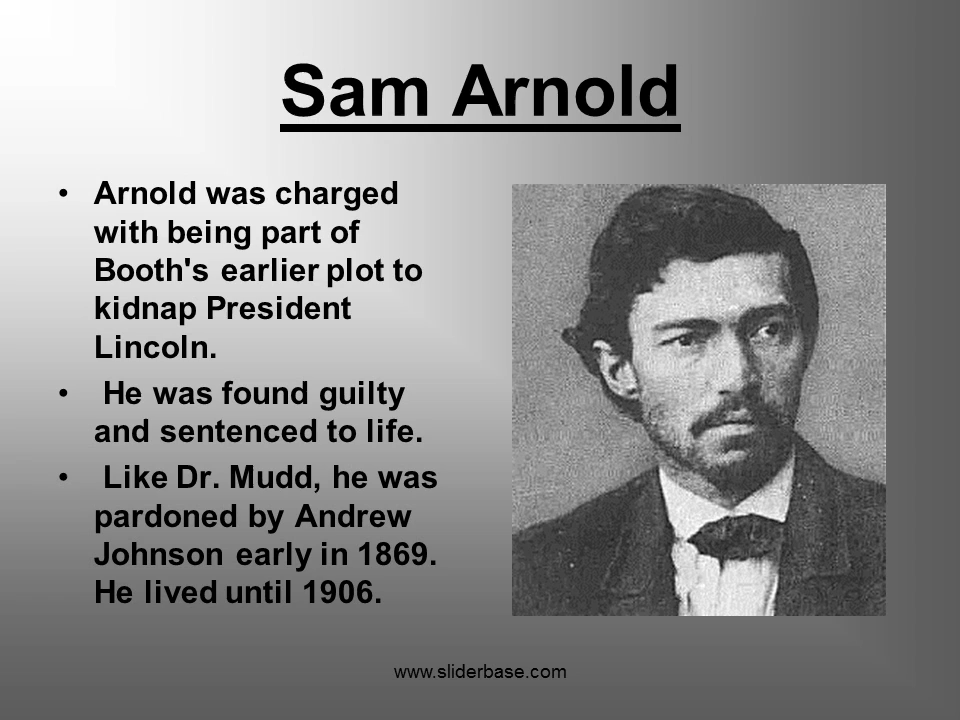 Sam Arnold
• Arnold was charged
with being part of
Booth's earlier plot to
kidnap President
Lincoln.
• He was found guilty
and sentenced to life.
• Like Dr. Mudd, he was
pardoned by Andrew
Johnson early in 1869.
He lived until 1906.
www.sliderbase.com